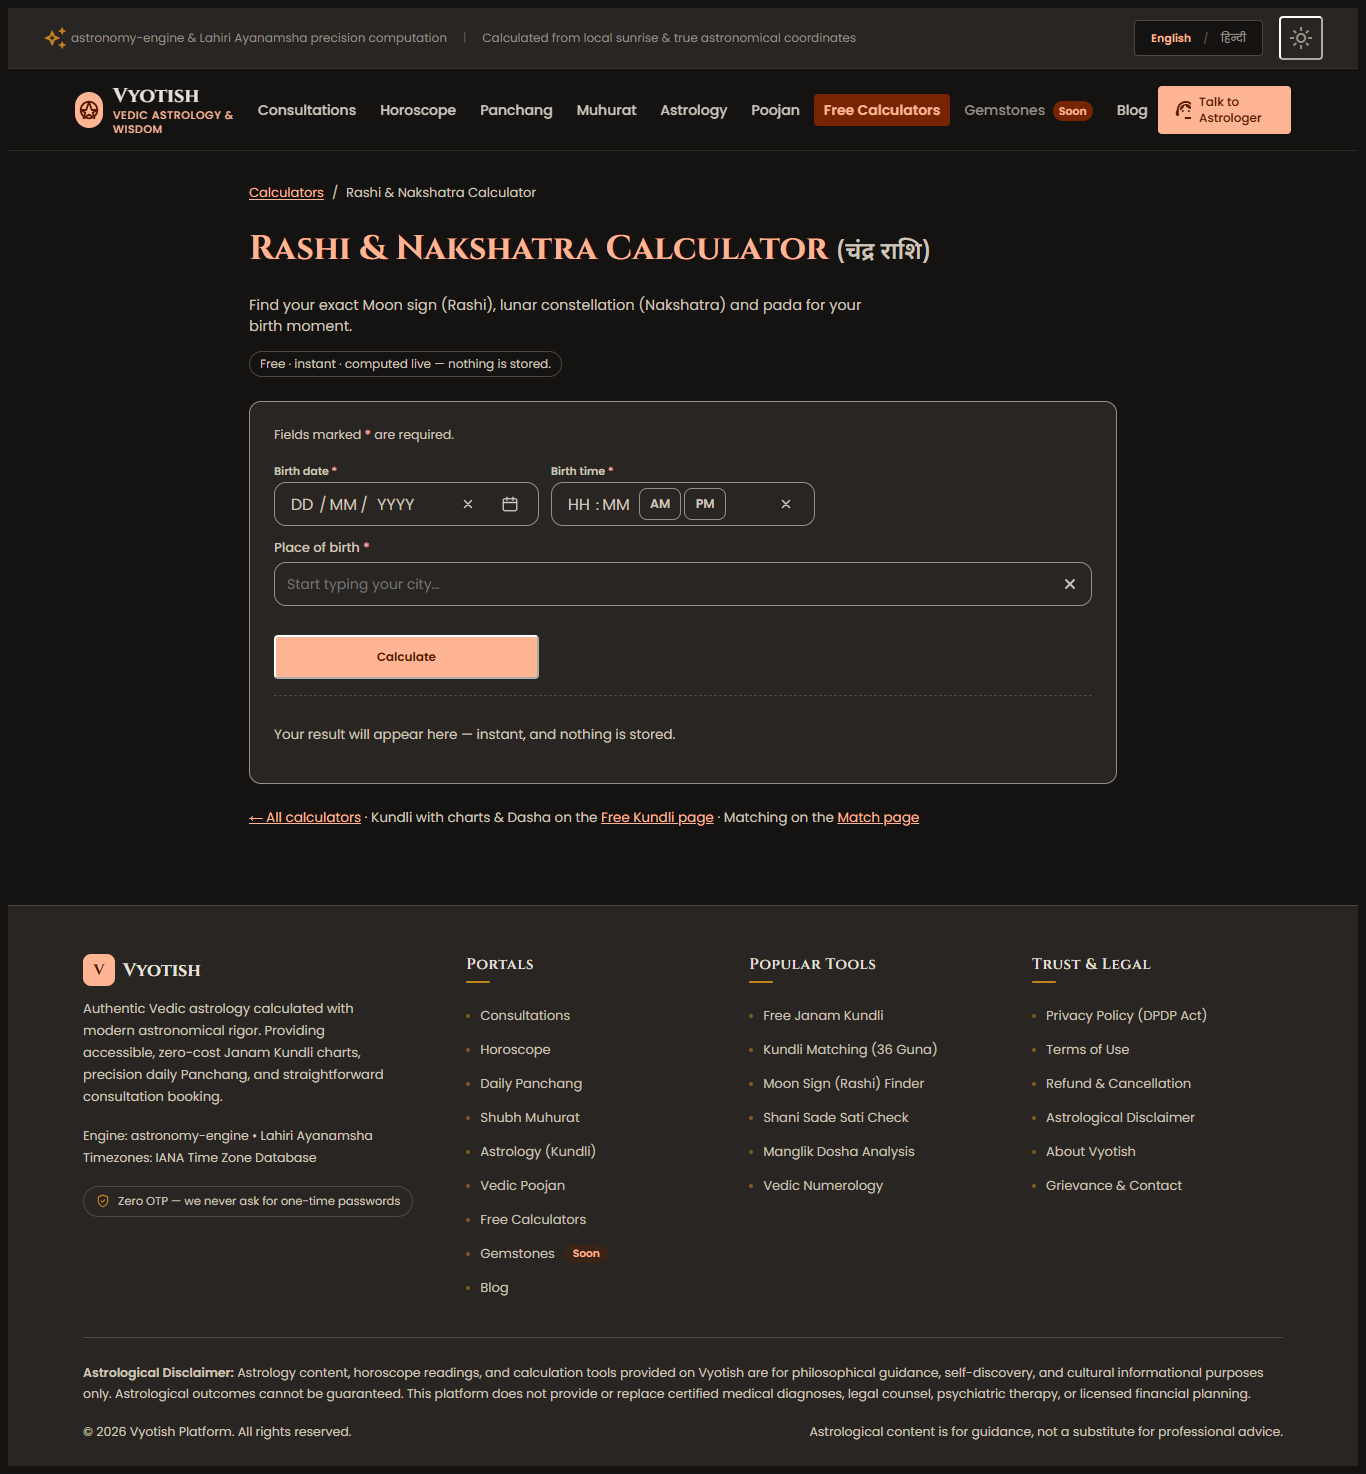 astronomy-engine & Lahiri Ayanamsha precision computation | Calculated from local sunrise & true astronomical coordinates
English / हिन्दी
VYOTISH
VEDIC ASTROLOGY &
WISDOM
Consultations Horoscope Panchang Muhurat Astrology Poojan Free Calculators Gemstones Soon Blog
Talk to
Astrologer
Calculators / Rashi & Nakshatra Calculator
RASHI & NAKSHATRA CALCULATOR (चंद्र राशि)
Find your exact Moon sign (Rashi), lunar constellation (Nakshatra) and pada for your
birth moment.
Free · instant · computed live — nothing is stored.
Fields marked * are required.
Birth date * Birth time *
DD / MM / YYYY × HH : MM AM PM ×
Place of birth *
Start typing your city… ×
Calculate
Your result will appear here — instant, and nothing is stored.
← All calculators · Kundli with charts & Dasha on the Free Kundli page · Matching on the Match page
V VYOTISH
Authentic Vedic astrology calculated with
modern astronomical rigor. Providing
accessible, zero-cost Janam Kundli charts,
precision daily Panchang, and straightforward
consultation booking.
Engine: astronomy-engine • Lahiri Ayanamsha
Timezones: IANA Time Zone Database
Zero OTP — we never ask for one-time passwords
PORTALS
• Consultations
• Horoscope
• Daily Panchang
• Shubh Muhurat
• Astrology (Kundli)
• Vedic Poojan
• Free Calculators
• Gemstones Soon
• Blog
POPULAR TOOLS
• Free Janam Kundli
• Kundli Matching (36 Guna)
• Moon Sign (Rashi) Finder
• Shani Sade Sati Check
• Manglik Dosha Analysis
• Vedic Numerology
TRUST & LEGAL
• Privacy Policy (DPDP Act)
• Terms of Use
• Refund & Cancellation
• Astrological Disclaimer
• About Vyotish
• Grievance & Contact
Astrological Disclaimer: Astrology content, horoscope readings, and calculation tools provided on Vyotish are for philosophical guidance, self-discovery, and cultural informational purposes
only. Astrological outcomes cannot be guaranteed. This platform does not provide or replace certified medical diagnoses, legal counsel, psychiatric therapy, or licensed financial planning.
© 2026 Vyotish Platform. All rights reserved.
Astrological content is for guidance, not a substitute for professional advice.